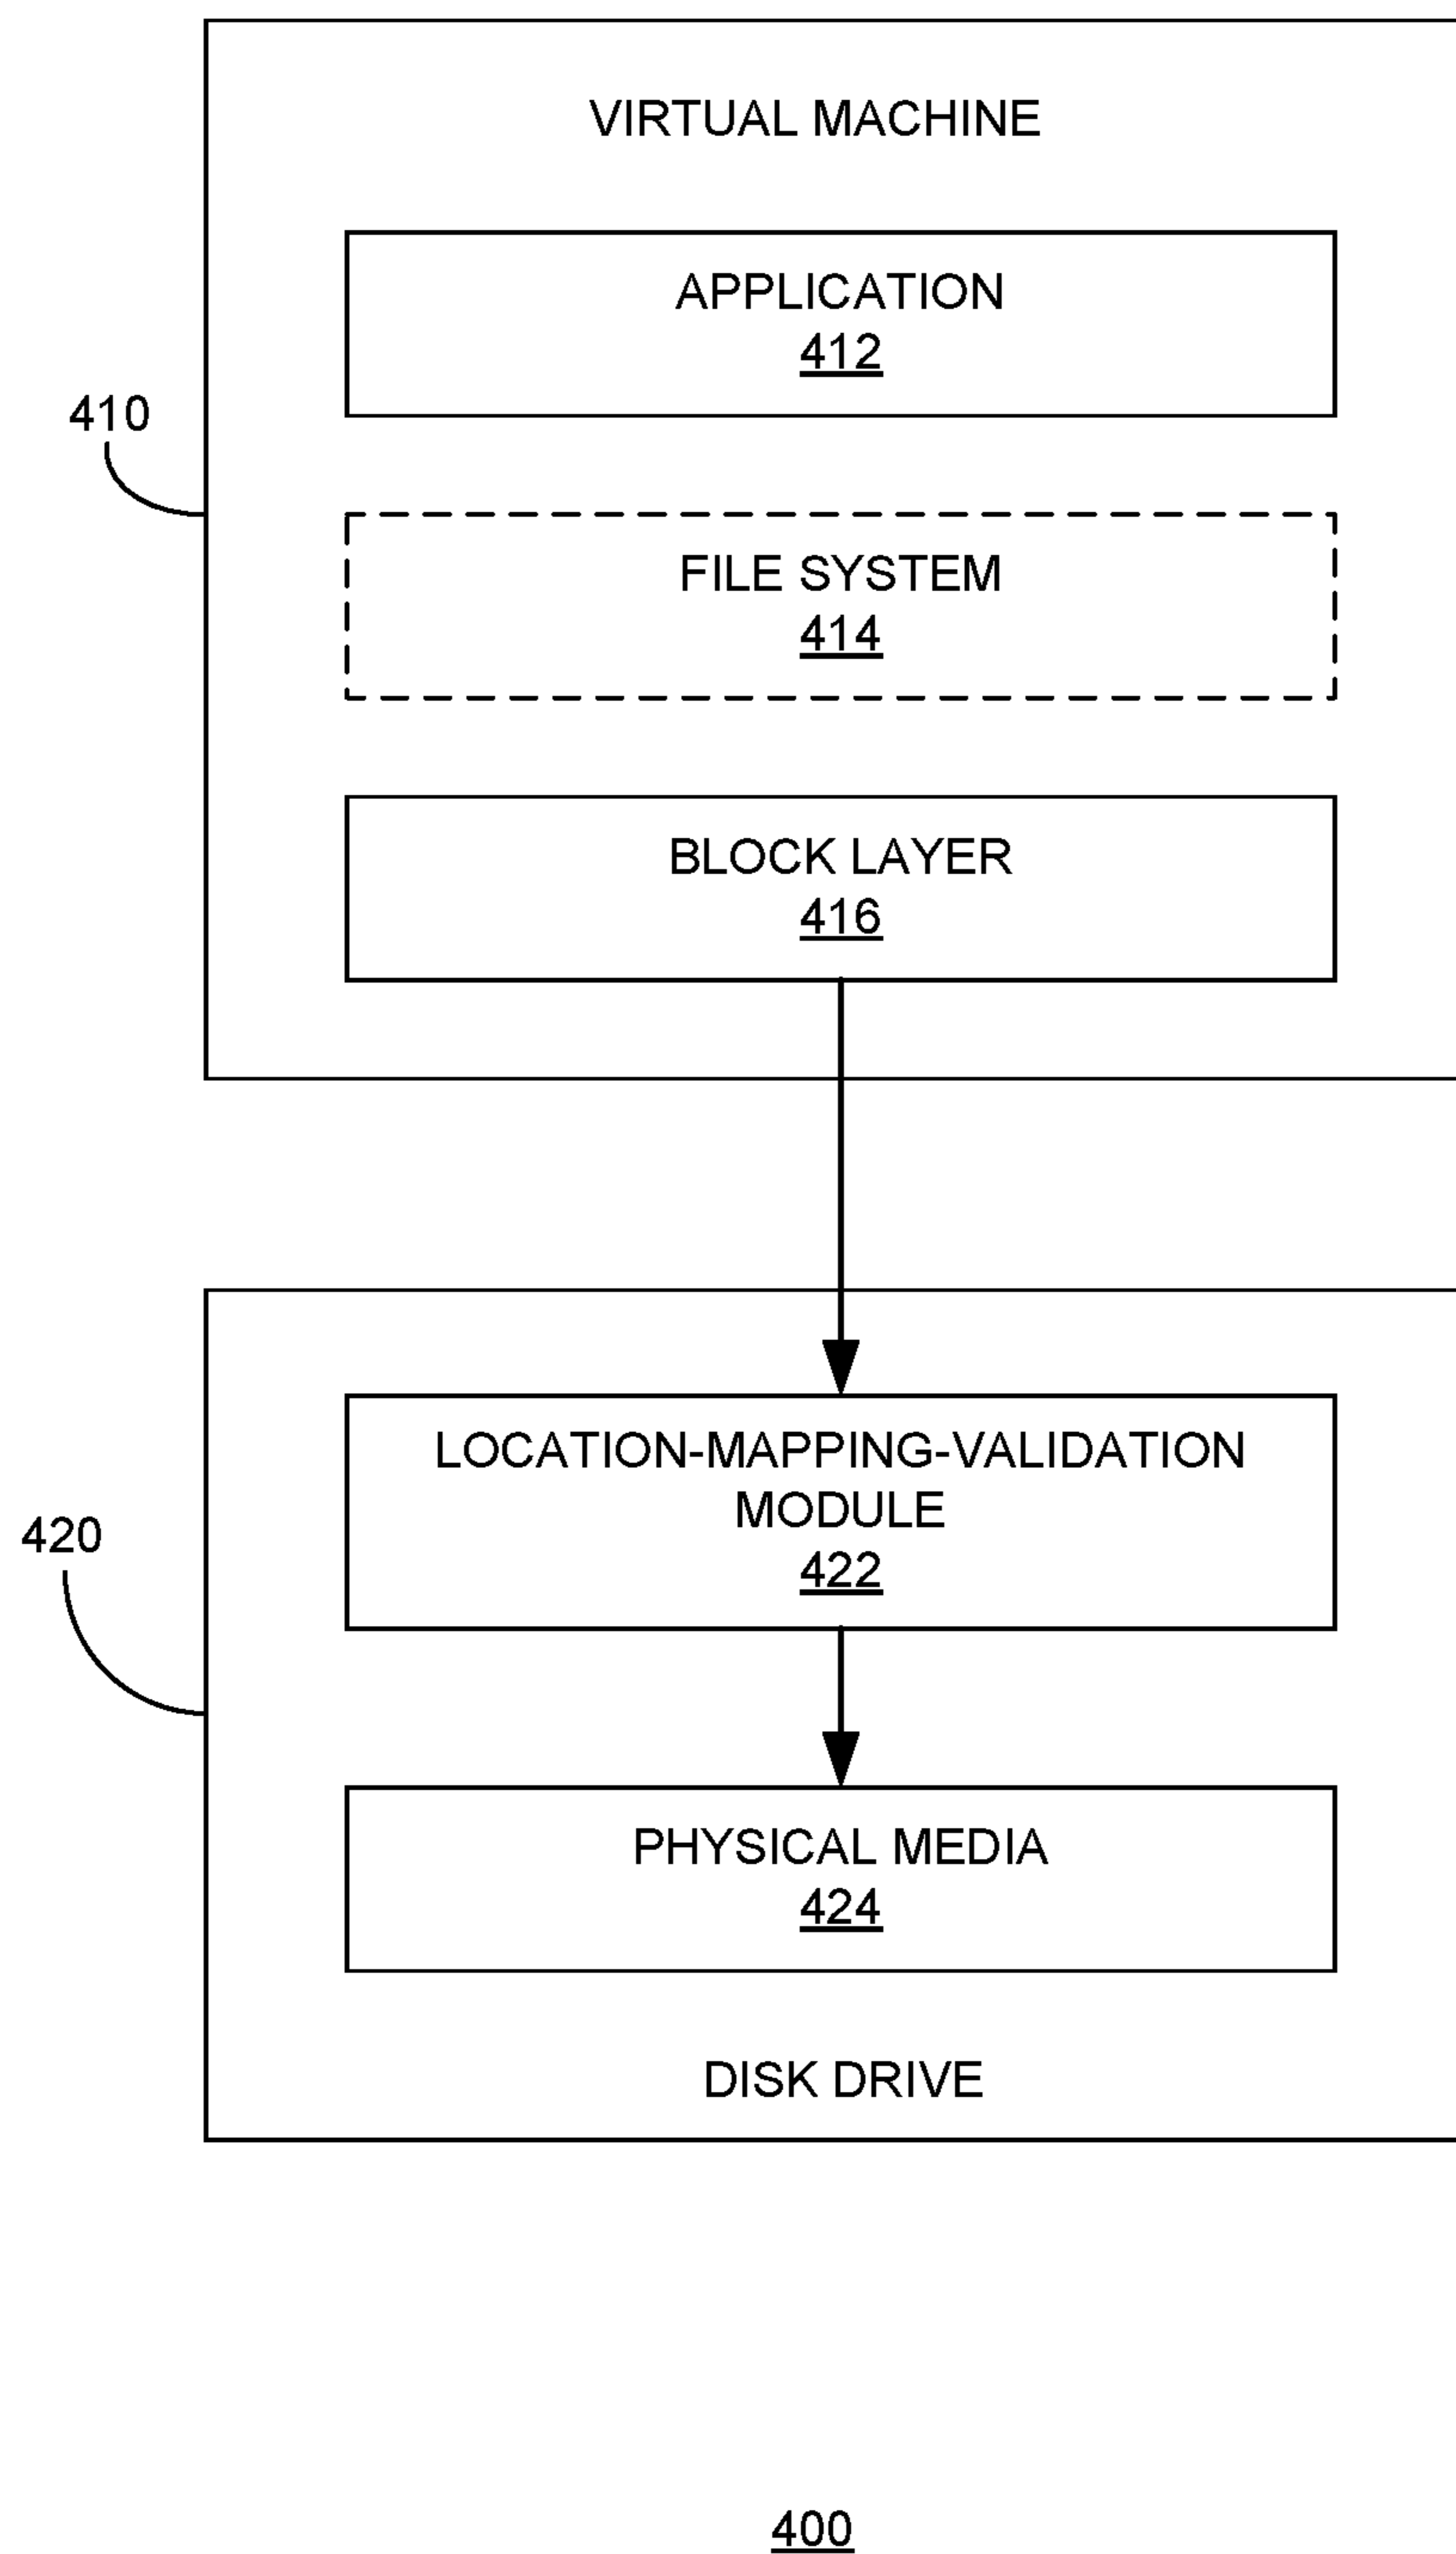 VIRTUAL MACHINE
APPLICATION
412
410
FILE SYSTEM
414
BLOCK LAYER
416
LOCATION-MAPPING-VALIDATION
MODULE
422
420
PHYSICAL MEDIA
424
DISK DRIVE
400